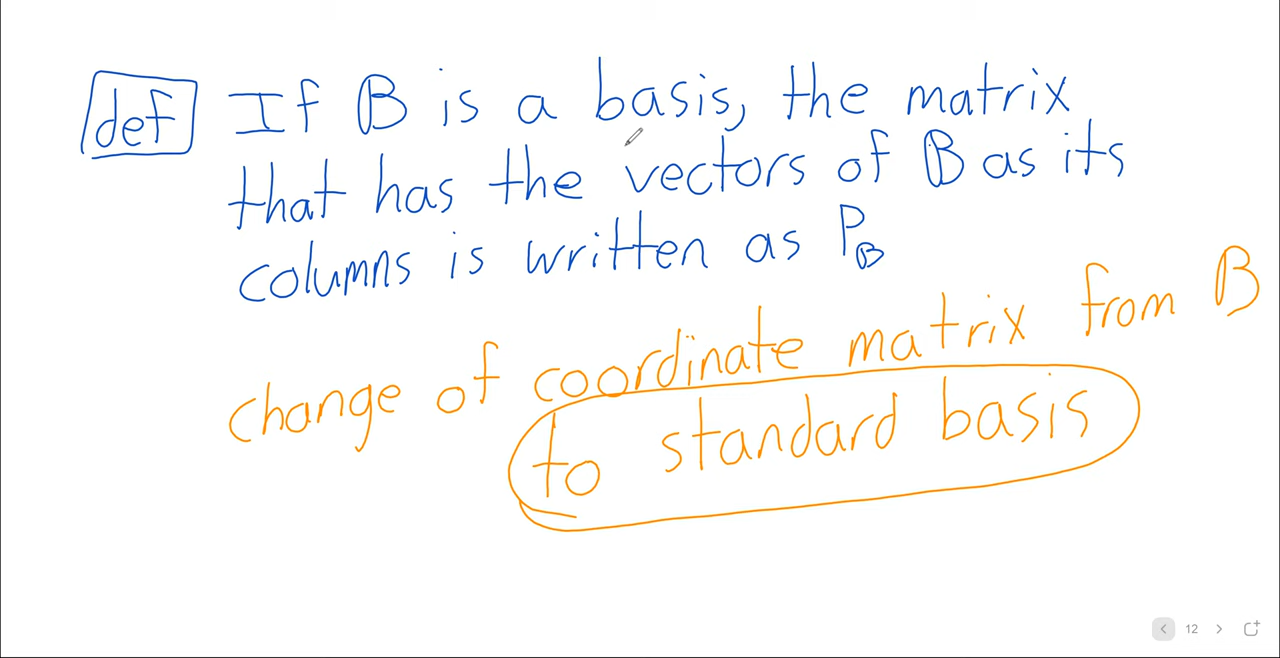 def If B is a basis, the matrix
that has the vectors of B as its
columns is written as P_B
change of coordinate matrix from B
to standard basis
12